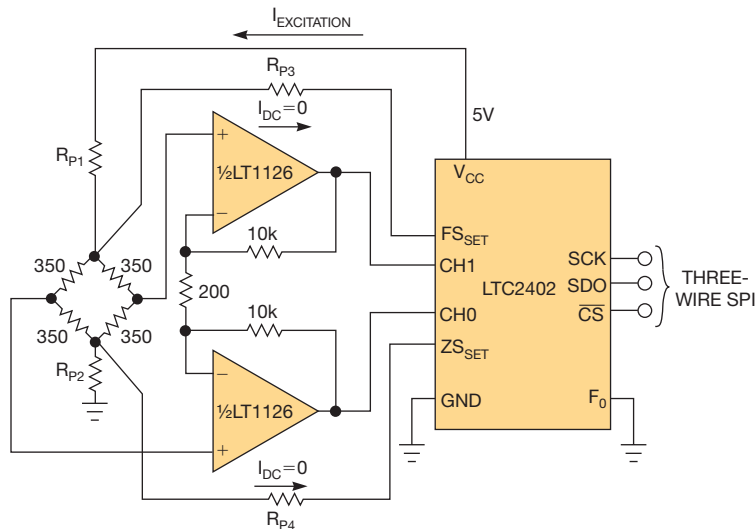 I_EXCITATION
R_P3
I_DC=0
5V
R_P1
½LT1126
V_CC
350
350
10k
FS_SET
CH1
SCK
SDO
C̅S̅
THREE-
WIRE SPI
LTC2402
200
350
350
10k
CH0
ZS_SET
R_P2
½LT1126
GND
F_0
I_DC=0
R_P4
+
−
−
+